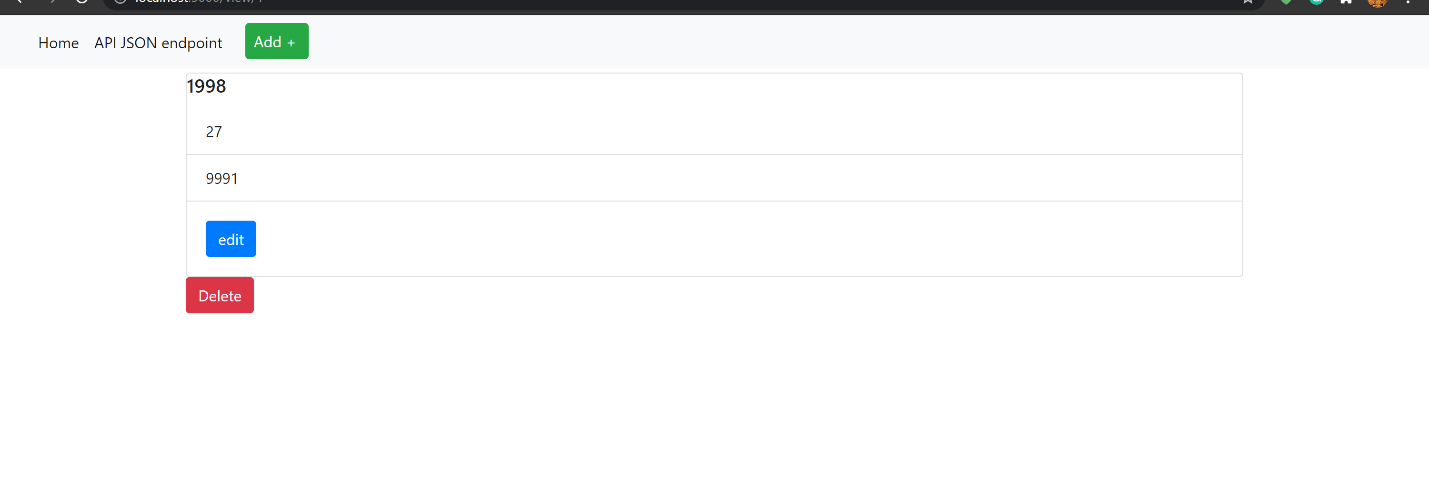 Home API JSON endpoint Add +
1998
27
9991
edit
Delete